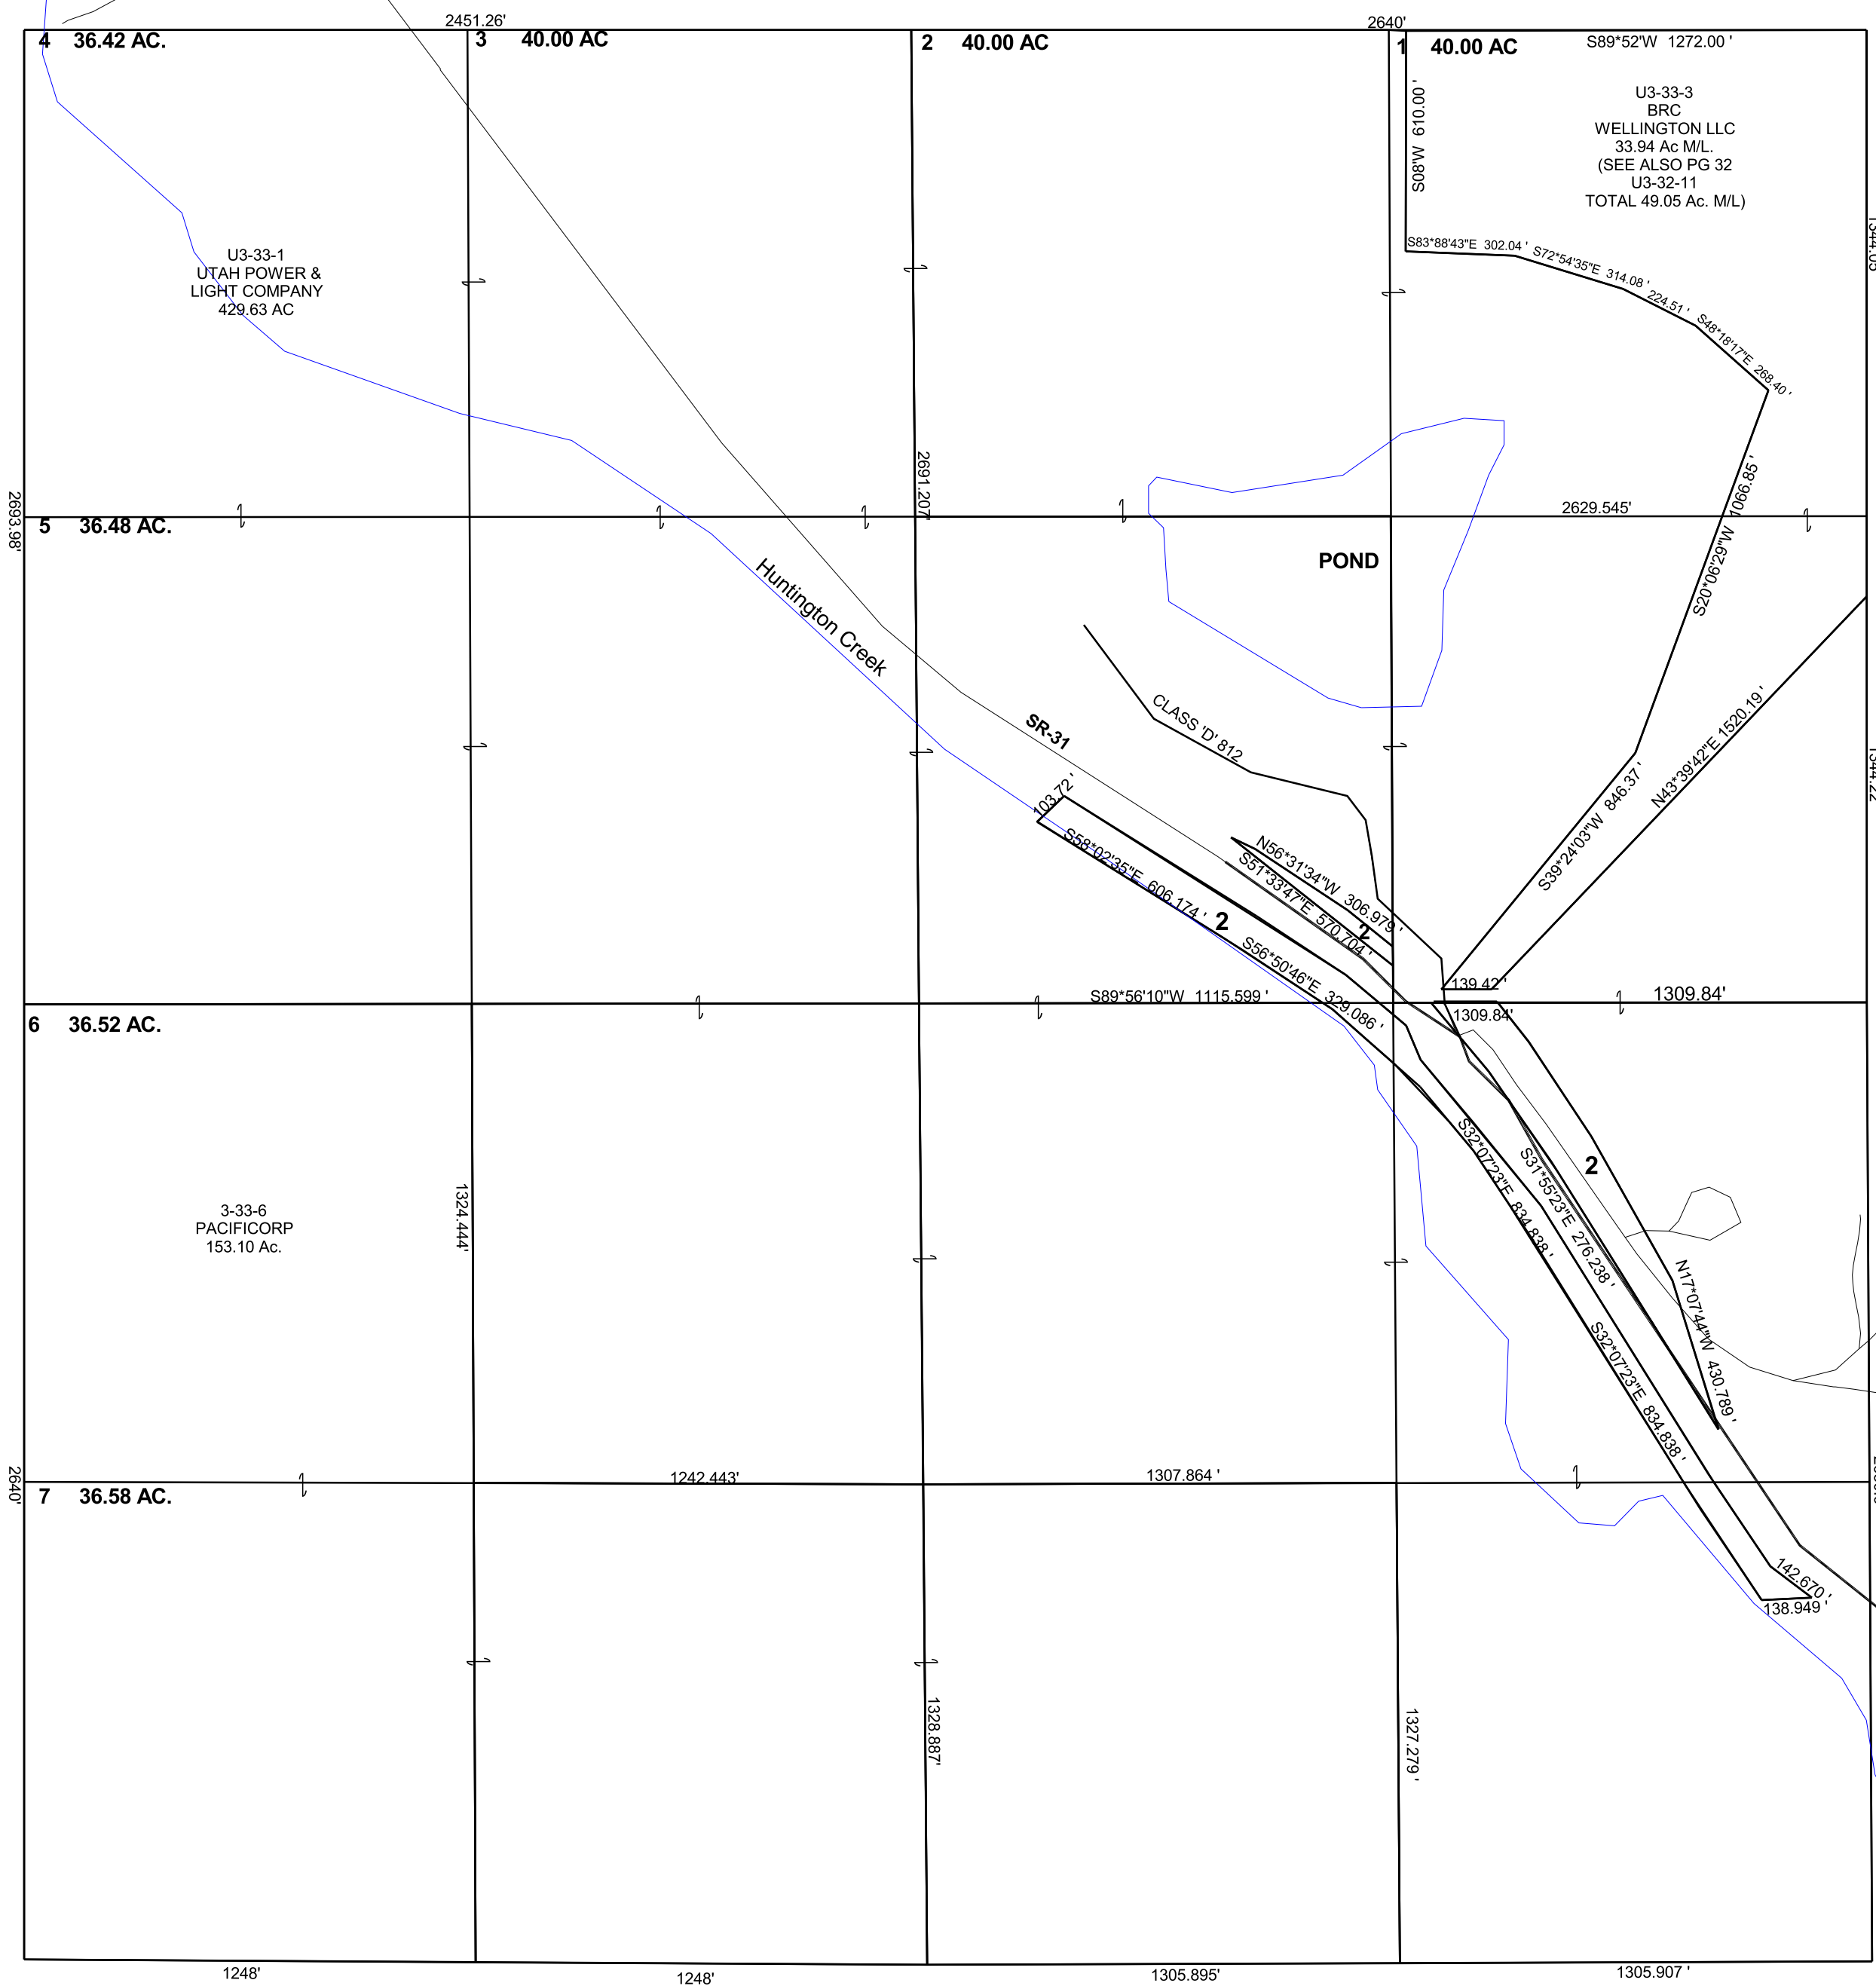 2451.26'
2640'
4 36.42 AC.
3 40.00 AC
2 40.00 AC
1 40.00 AC
S89*52'W 1272.00 '
S08'W 610.00 '
U3-33-3
BRC
WELLINGTON LLC
33.94 Ac M/L.
(SEE ALSO PG 32
U3-32-11
TOTAL 49.05 Ac. M/L)
1344.05
S83*88'43"E 302.04 '
S72*54'35"E 314.08 '
224.51 '
S48*18'17"E 268.40 '
U3-33-1
UTAH POWER &
LIGHT COMPANY
429.63 AC
2693.98'
2691.207'
S20*06'29"W 1066.85 '
2629.545'
5 36.48 AC.
POND
Huntington Creek
SR-31
CLASS 'D' 812
N43*39'42"E 1520.19 '
1344.22
S39*24'03"W 846.37 '
103.72 '
S58*02'35"E 606.174 '
2
N56*31'34"W 306.979 '
S51*33'47"E 570.704 '
2
S56*50'46"E 329.086 '
139.42 '
S89*56'10"W 1115.599 '
1309.84'
1309.84'
6 36.52 AC.
S32*07'23"E 834.838 '
S31*55'23"E 276.238 '
2
1324.444'
3-33-6
PACIFICORP
153.10 Ac.
N17*07'44"W 430.789 '
S32*07'23"E 834.838 '
2640'
1242.443'
1307.864 '
7 36.58 AC.
142.670 '
138.949 '
1328.887'
1327.279 '
1248'
1248'
1305.895'
1305.907 '